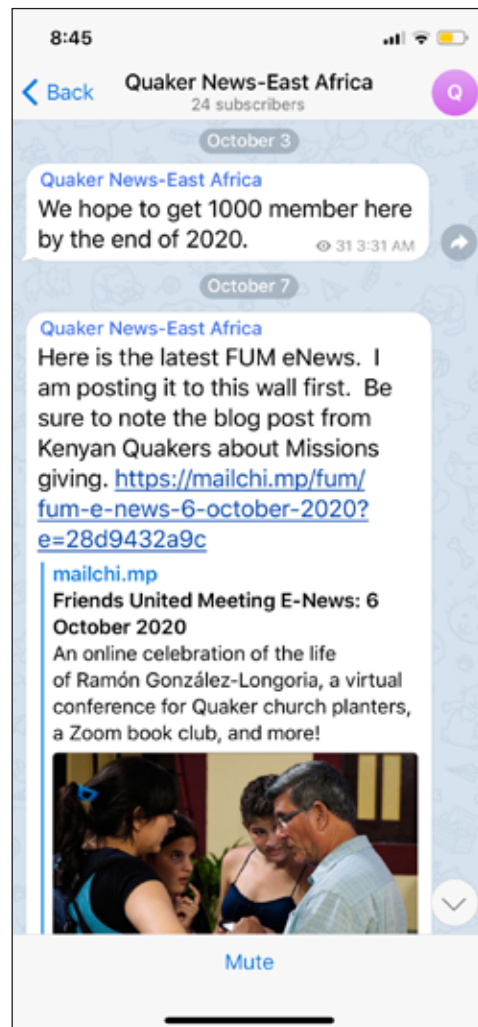 8:45
Back
Quaker News-East Africa
24 subscribers
Q
October 3
Quaker News-East Africa
We hope to get 1000 member here
by the end of 2020.
31 3:31 AM
October 7
Quaker News-East Africa
Here is the latest FUM eNews.  I
am posting it to this wall first.  Be
sure to note the blog post from
Kenyan Quakers about Missions
giving. https://mailchi.mp/fum/
fum-e-news-6-october-2020?
e=28d9432a9c
mailchi.mp
Friends United Meeting E-News: 6
October 2020
An online celebration of the life
of Ramón González-Longoria, a virtual
conference for Quaker church planters,
a Zoom book club, and more!
Mute